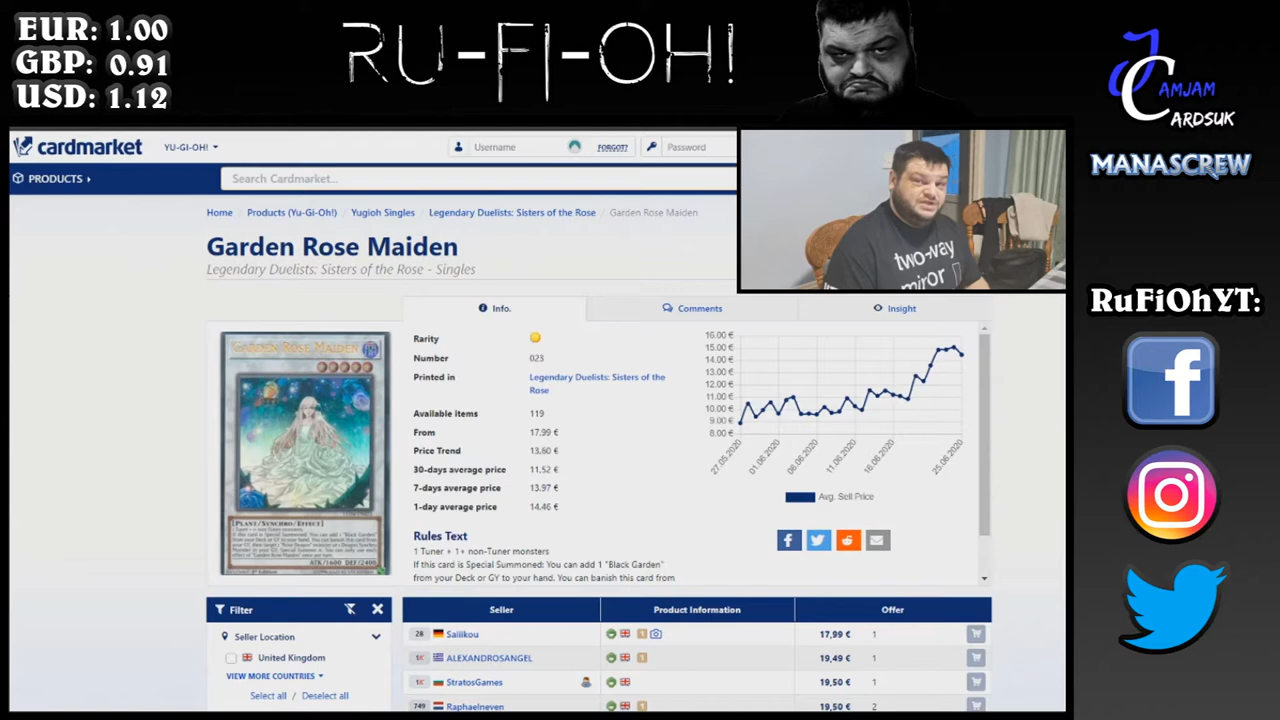 EUR: 1.00
GBP: 0.91
USD: 1.12
RU-FI-OH!
JC AMJAM
CARDSUK
MANASCREW
RuFiOhYT:
cardmarket
YU-GI-OH!
Username
FORGOT?
Password
PRODUCTS
Search Cardmarket...
Home / Products (Yu-Gi-Oh!) / Yugioh Singles / Legendary Duelists: Sisters of the Rose / Garden Rose Maiden
Garden Rose Maiden
Legendary Duelists: Sisters of the Rose - Singles
two-way
mirror
Info.
Comments
Insight
GARDEN ROSE MAIDEN
[PLANT/SYNCHRO/EFFECT]
ATK/1600 DEF/2400
Rarity
Number 023
Printed in Legendary Duelists: Sisters of the
Rose
Available items 119
From 17,99 €
Price Trend 13,60 €
30-days average price 11,52 €
7-days average price 13,97 €
1-day average price 14,46 €
Rules Text
1 Tuner + 1+ non-Tuner monsters
If this card is Special Summoned: You can add 1 "Black Garden"
from your Deck or GY to your hand. You can banish this card from
16.00 €
15.00 €
14.00 €
13.00 €
12.00 €
11.00 €
10.00 €
9.00 €
8.00 €
27.05.2020
01.06.2020
06.06.2020
11.06.2020
16.06.2020
25.06.2020
Avg. Sell Price
Filter
Seller Location
United Kingdom
VIEW MORE COUNTRIES
Select all / Deselect all
Seller
Product Information
Offer
28 Saiiikou 1 17,99 € 1
1K ALEXANDROSANGEL 1 19,49 € 1
1K StratosGames 19,50 € 1
749 Raphaelneven 1 19,50 € 2